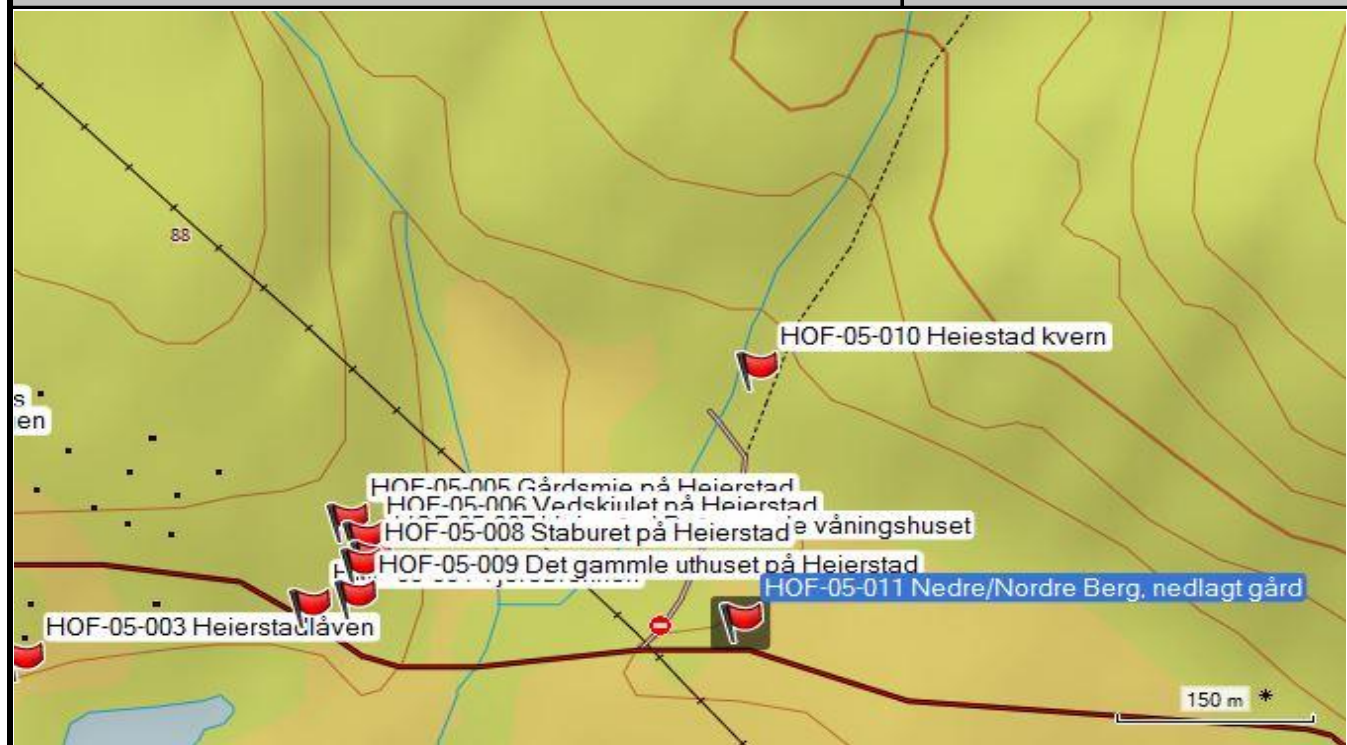 88
HOF-05-010 Heiestad kvern
s
en
HOF-05-005 Gårdsmie på Heierstad
HOF-05-006 Vedskjulet på Heierstad
våningshuset
HOF-05-008 Staburet på Heierstad
HOF-05-009 Det gammle uthuset på Heierstad
HOF-05-011 Nedre/Nordre Berg, nedlagt gård
HOF-05-003 Heierstadlåven
150 m